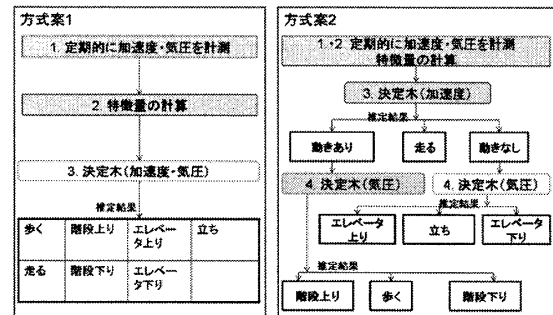 方式案1
1. 定期的に加速度・気圧を計測
2. 特徴量の計算
3. 決定木(加速度・気圧)
推定結果
歩く 階段上り エレベータ上り 立ち
走る 階段下り エレベータ下り
方式案2
1・2. 定期的に加速度・気圧を計測
特徴量の計算
3. 決定木(加速度)
推定結果
動きあり 走る 動きなし
4. 決定木(気圧) 4. 決定木(気圧)
推定結果
エレベータ上り 立ち エレベータ下り
推定結果
階段上り 歩く 階段下り